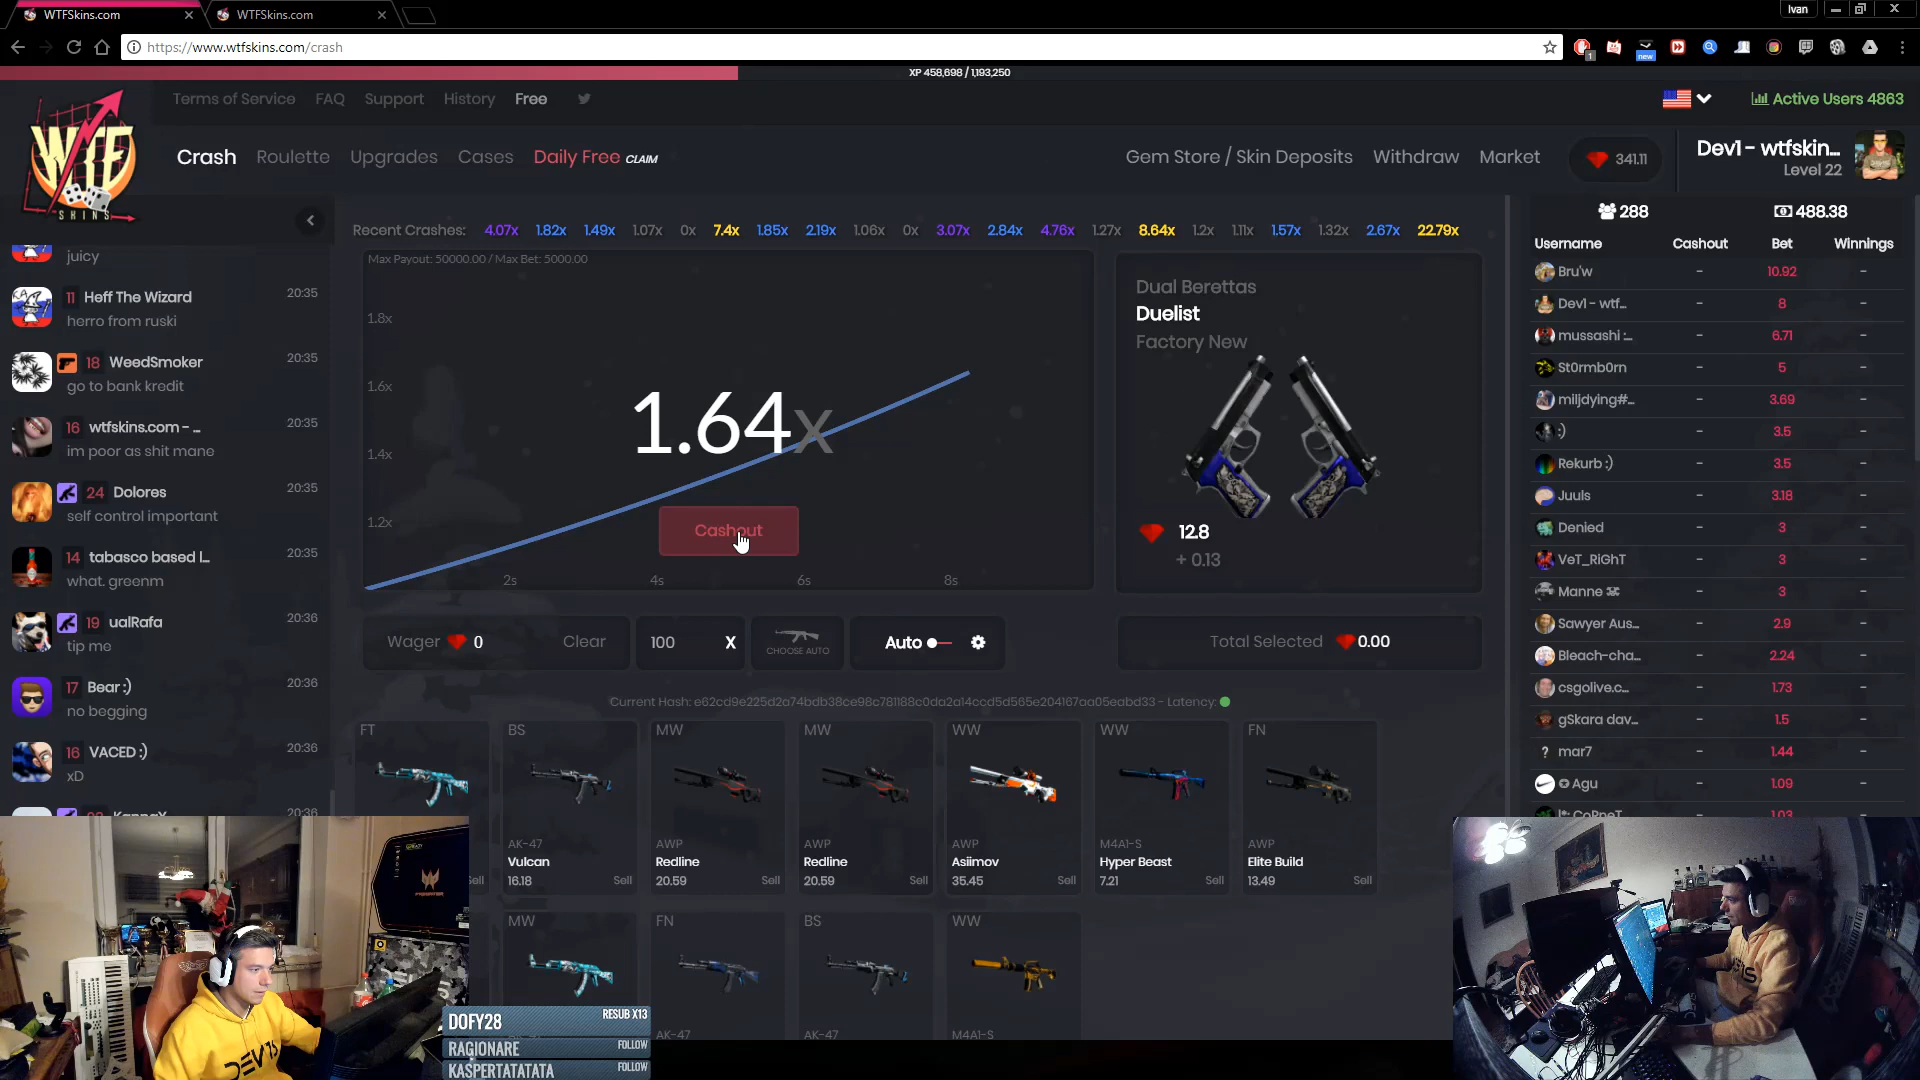 WTFSkins.com
WTFSkins.com
Ivan
https://www.wtfskins.com/crash
1
new
XP 458,698 / 1,193,250
Terms of Service
FAQ
Support
History
Free
Active Users 4863
WTF
SKINS
Crash
Roulette
Upgrades
Cases
Daily Free CLAIM
Gem Store / Skin Deposits
Withdraw
Market
341.11
Dev1 - wtfskin...
Level 22
Recent Crashes: 4.07x 1.82x 1.49x 1.07x 0x 7.4x 1.85x 2.19x 1.06x 0x 3.07x 2.84x 4.76x 1.27x 8.64x 1.2x 1.11x 1.57x 1.32x 2.67x 22.79x
juicy
11 Heff The Wizard 20:35
herro from ruski
18 WeedSmoker 20:35
go to bank kredit
16 wtfskins.com - ... 20:35
im poor as shit mane
24 Dolores 20:35
self control important
14 tabasco based l... 20:35
what. greenm
19 ualRafa 20:36
tip me
17 Bear :) 20:36
no begging
16 VACED :) 20:36
xD
20:36
Max Payout: 50000.00 / Max Bet: 5000.00
1.8x
1.6x
1.4x
1.2x
1.64x
Cashout
2s 4s 6s 8s
Dual Berettas
Duelist
Factory New
12.8
+ 0.13
Wager 0 Clear
100 X
CHOOSE AUTO
Auto
Total Selected 0.00
Current Hash: e62cd9e225d2a74bdb38ce98c781188c0da2a14ccd5d565e204167aa05eabd33 - Latency:
FT
BS
MW
MW
WW
WW
FN
ell
AK-47
Vulcan
16.18 Sell
AWP
Redline
20.59 Sell
AWP
Redline
20.59 Sell
AWP
Asiimov
35.45 Sell
M4A1-S
Hyper Beast
7.21 Sell
AWP
Elite Build
13.49 Sell
MW
FN
BS
WW
AK-47
AK-47
M4A1-S
288
488.38
Username Cashout Bet Winnings
Bru'w - 10.92 -
Dev1 - wtf... - 8 -
mussashi :... - 6.71 -
St0rmb0rn - 5 -
miljdying#... - 3.69 -
:) - 3.5 -
Rekurb :) - 3.5 -
Juuls - 3.18 -
Denied - 3 -
VeT_RiGhT - 3 -
Manne ☠ - 3 -
Sawyer Aus... - 2.9 -
Bleach-cha... - 2.24 -
csgolive.c... - 1.73 -
gSkara dav... - 1.5 -
? mar7 - 1.44 -
✪ Agu - 1.09 -
1.03
PREDATOR
DOFY28 RESUB X13
RAGIONARE FOLLOW
KASPERTATATATA FOLLOW